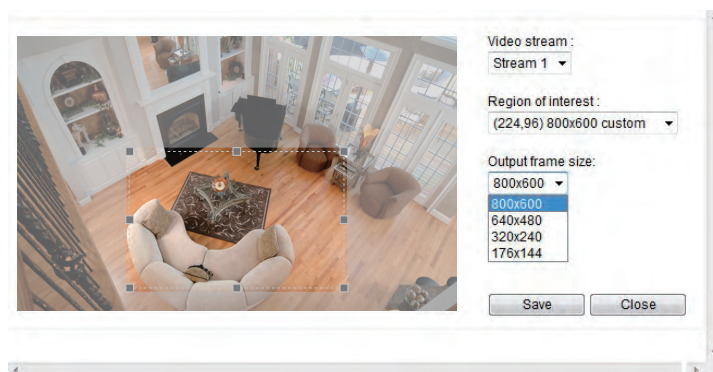 Video stream :
Stream 1
Region of interest :
(224,96) 800x600 custom
Output frame size:
800x600
800x600
640x480
320x240
176x144
Save
Close